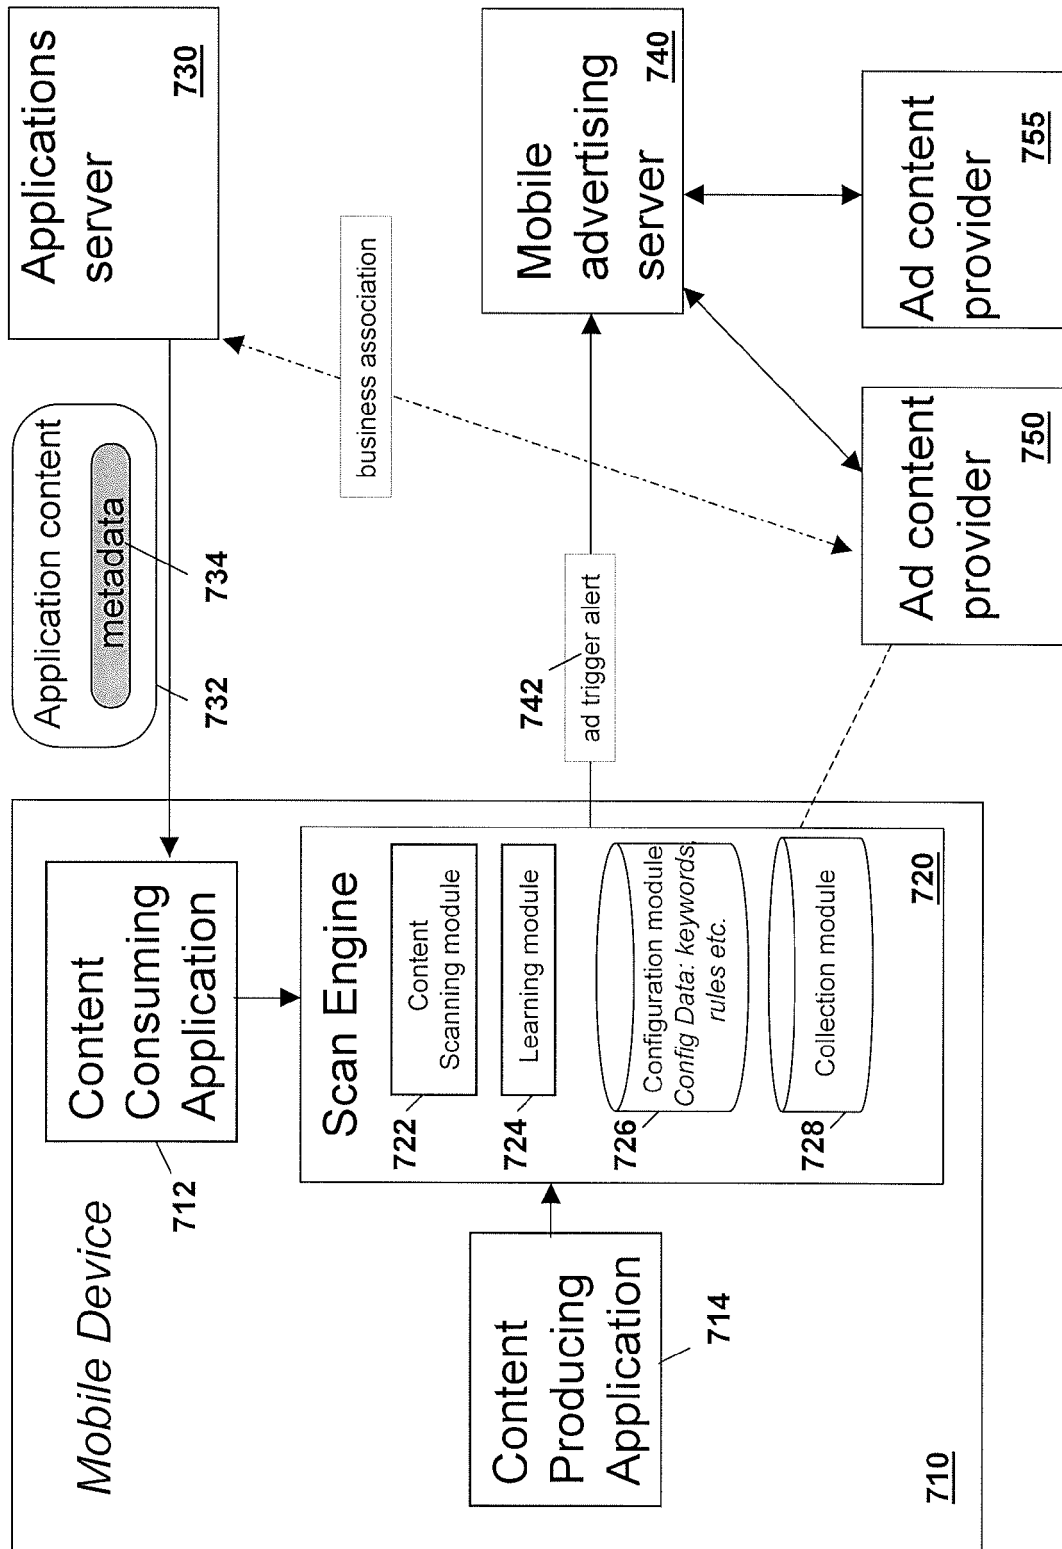 Mobile Device
710
Content
Consuming
Application
712
Content
Producing
Application
714
Scan Engine
720
Content
Scanning module
722
Learning module
724
Configuration module
Config Data: keywords,
rules etc.
726
Collection module
728
Application content
metadata
734
732
Applications
server
730
business association
742
ad trigger alert
Mobile
advertising
server
740
Ad content
provider
750
Ad content
provider
755